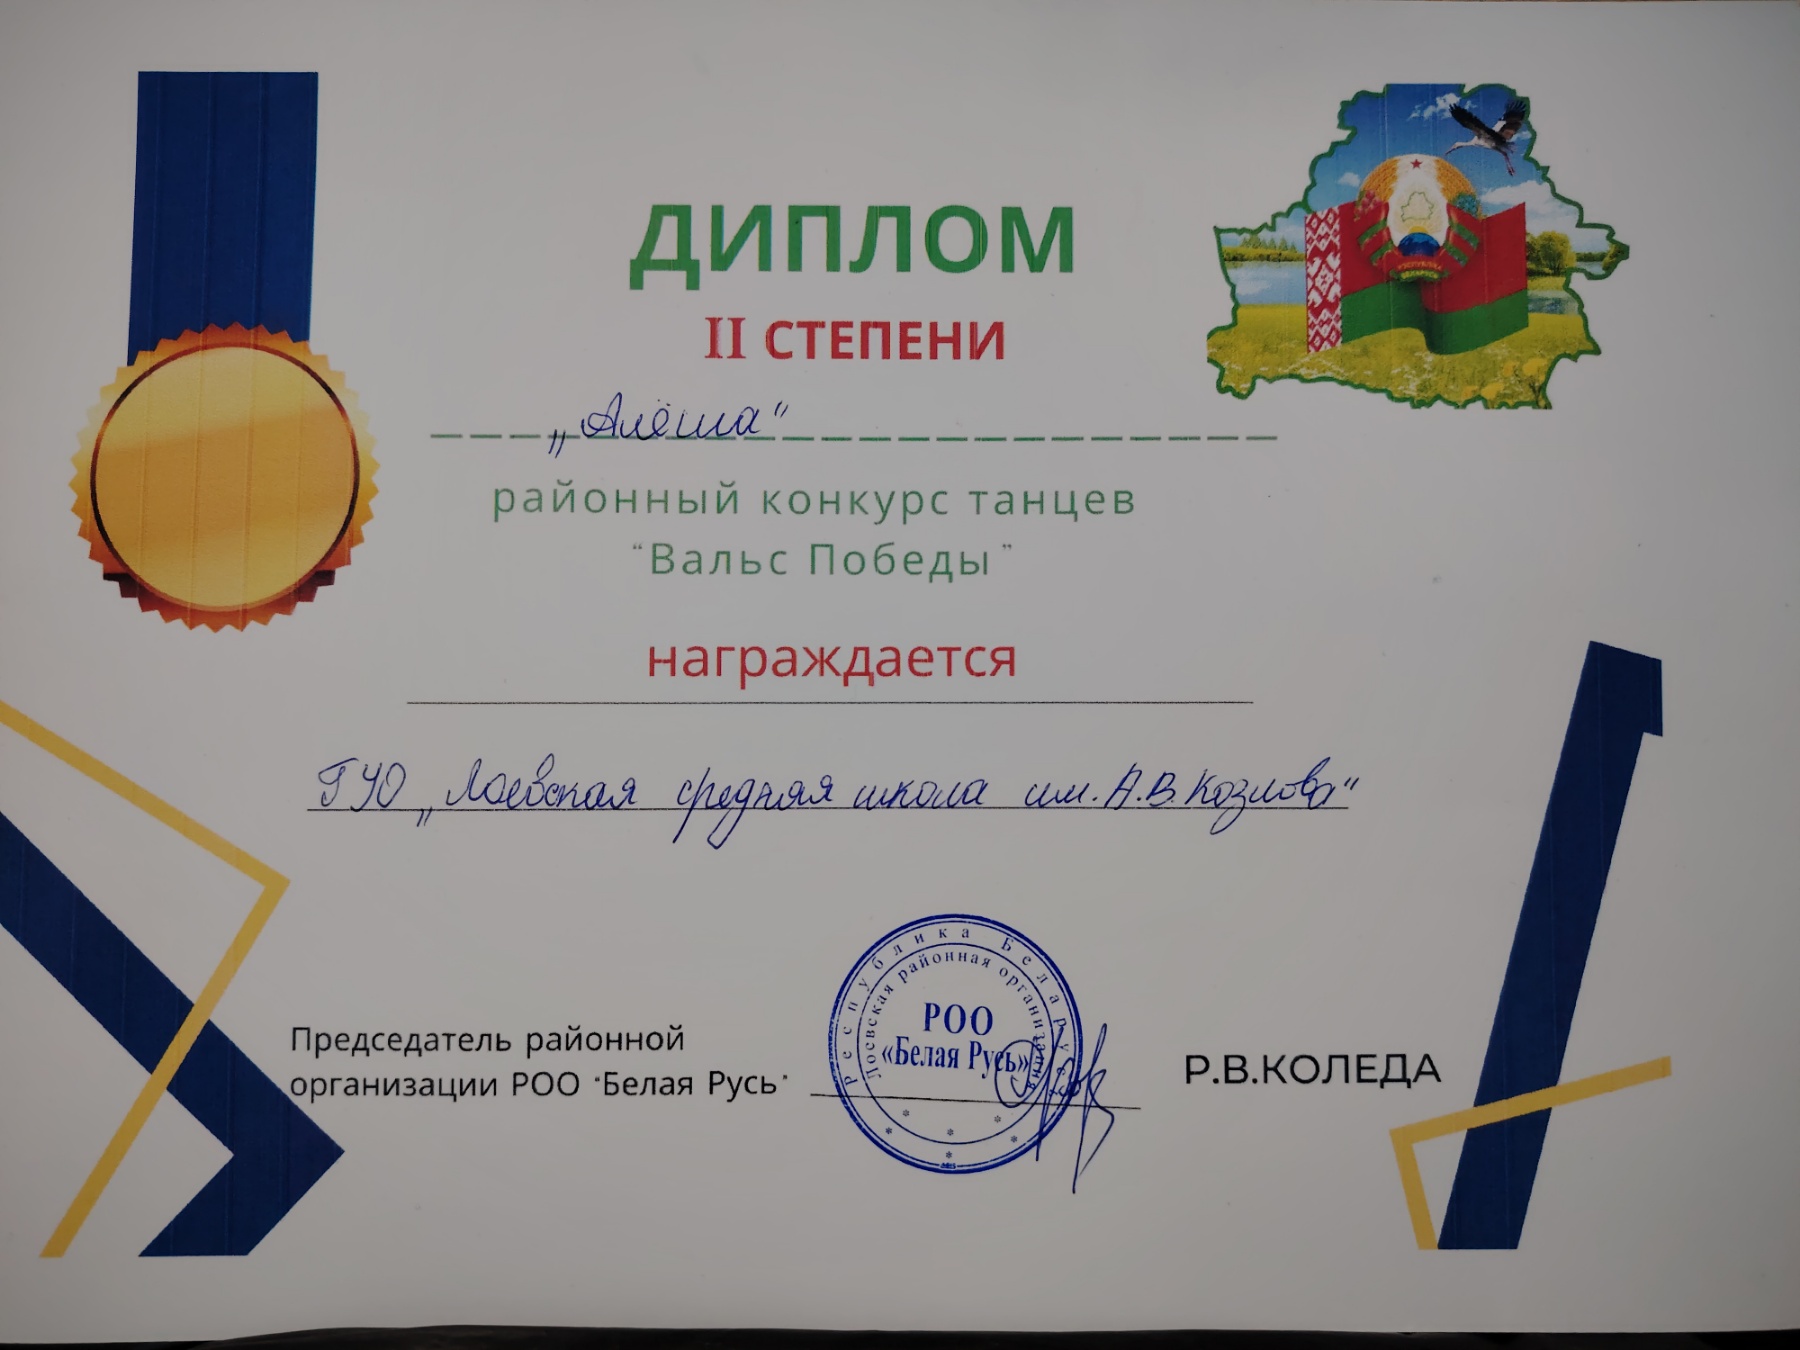 ДИПЛОМ
II СТЕПЕНИ
„Алёша“
районный конкурс танцев
“Вальс Победы”
награждается
ГУО „Лоевская средняя школа им. А.В. Козлова“
Республика Беларусь
Лоевская районная организация
РОО
«Белая Русь»
Председатель районной
организации РОО "Белая Русь"
Р.В.КОЛЕДА